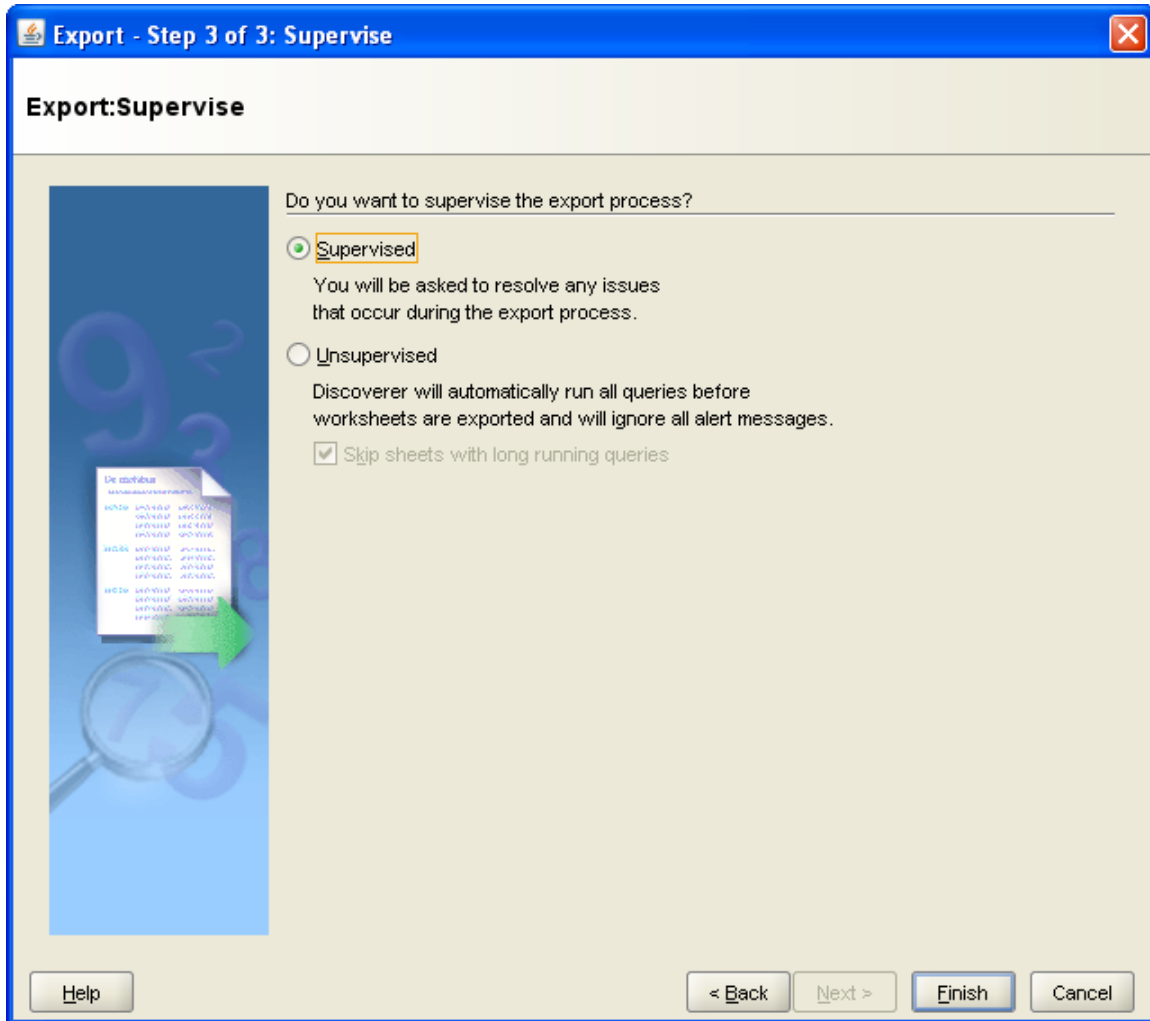 Export - Step 3 of 3: Supervise
Export:Supervise
Do you want to supervise the export process?
Supervised
You will be asked to resolve any issues
that occur during the export process.
Unsupervised
Discoverer will automatically run all queries before
worksheets are exported and will ignore all alert messages.
Skip sheets with long running queries
Help
< Back
Next >
Finish
Cancel